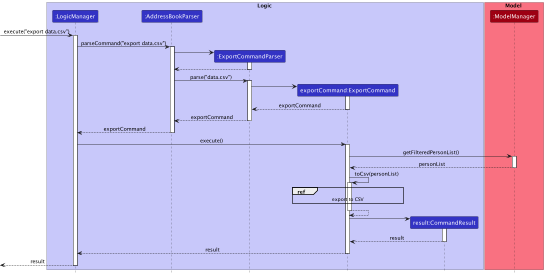 Logic
Model
LogicManager
:AddressBookParser
ModelManager
execute("export data.csv")
parseCommand("export data.csv")
:ExportCommandParser
parse("data.csv")
exportCommand:ExportCommand
exportCommand
exportCommand
exportCommand
execute()
getFilteredPersonList()
personList
toCsv(personList)
ref
export to CSV
result:CommandResult
result
result
result